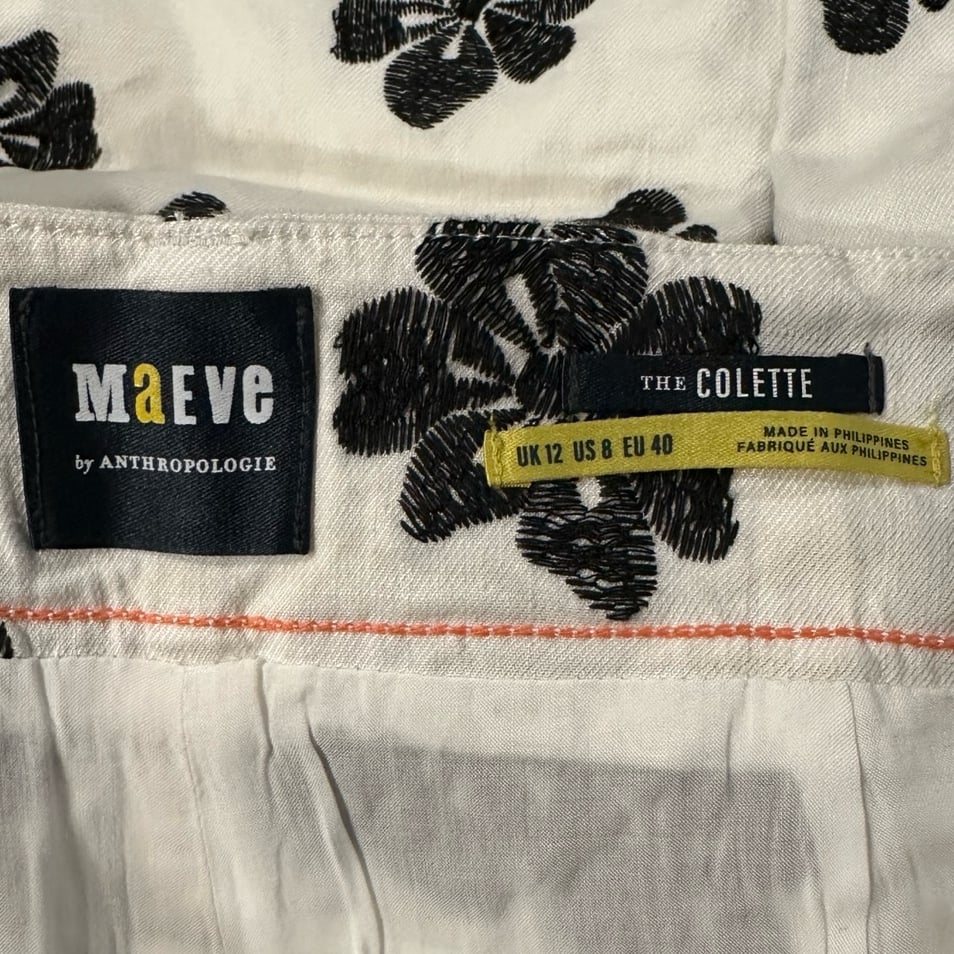 MaEVe
by ANTHROPOLOGIE
THE COLETTE
UK 12 US 8 EU 40
MADE IN PHILIPPINES
FABRIQUÉ AUX PHILIPPINES